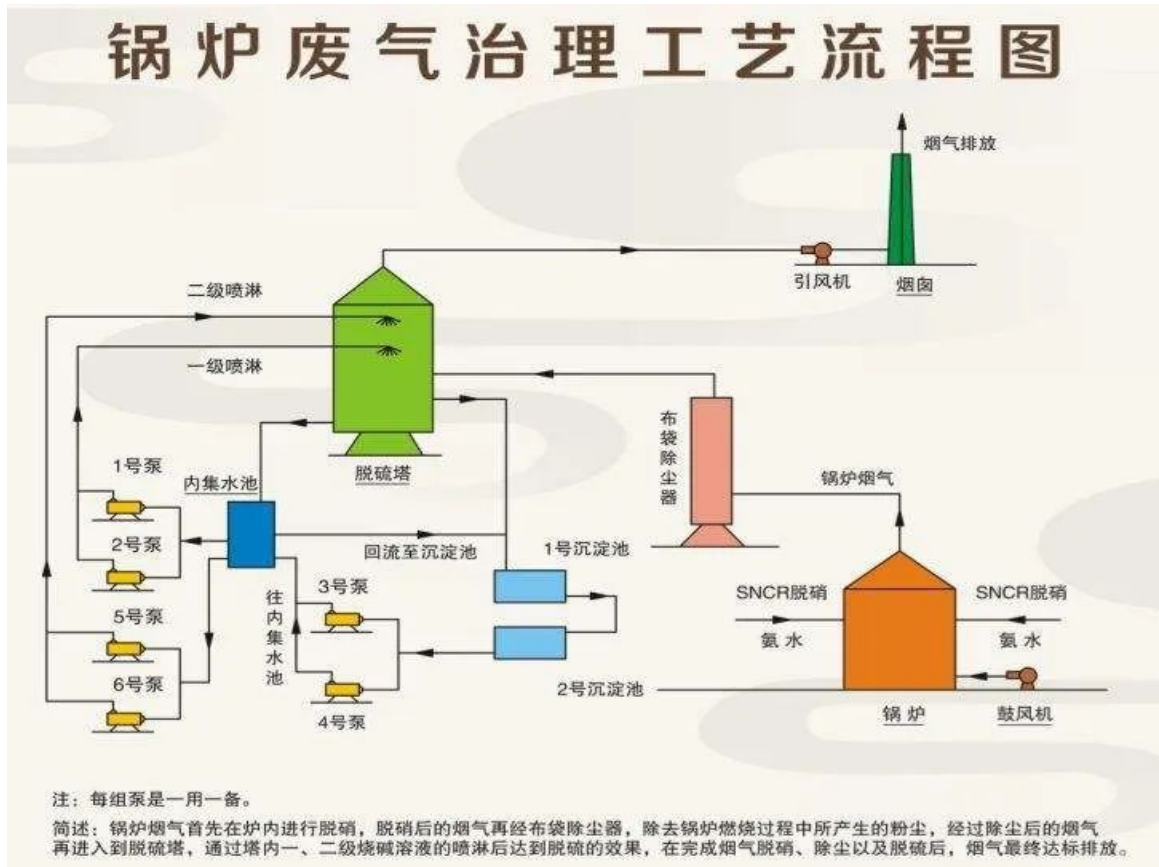 锅炉废气治理工艺流程图
烟气排放
引风机
烟囱
二级喷淋
一级喷淋
脱硫塔
布袋除尘器
锅炉烟气
1号泵
内集水池
2号泵
回流至沉淀池
1号沉淀池
3号泵
往内集水池
5号泵
6号泵
4号泵
2号沉淀池
SNCR脱硝
氨水
SNCR脱硝
氨水
锅炉
鼓风机
注：每组泵是一用一备。
简述：锅炉烟气首先在炉内进行脱硝，脱硝后的烟气再经布袋除尘器，除去锅炉燃烧过程中所产生的粉尘，经过除尘后的烟气
再进入到脱硫塔，通过塔内一、二级烧碱溶液的喷淋后达到脱硫的效果，在完成烟气脱硝、除尘以及脱硫后，烟气最终达标排放。